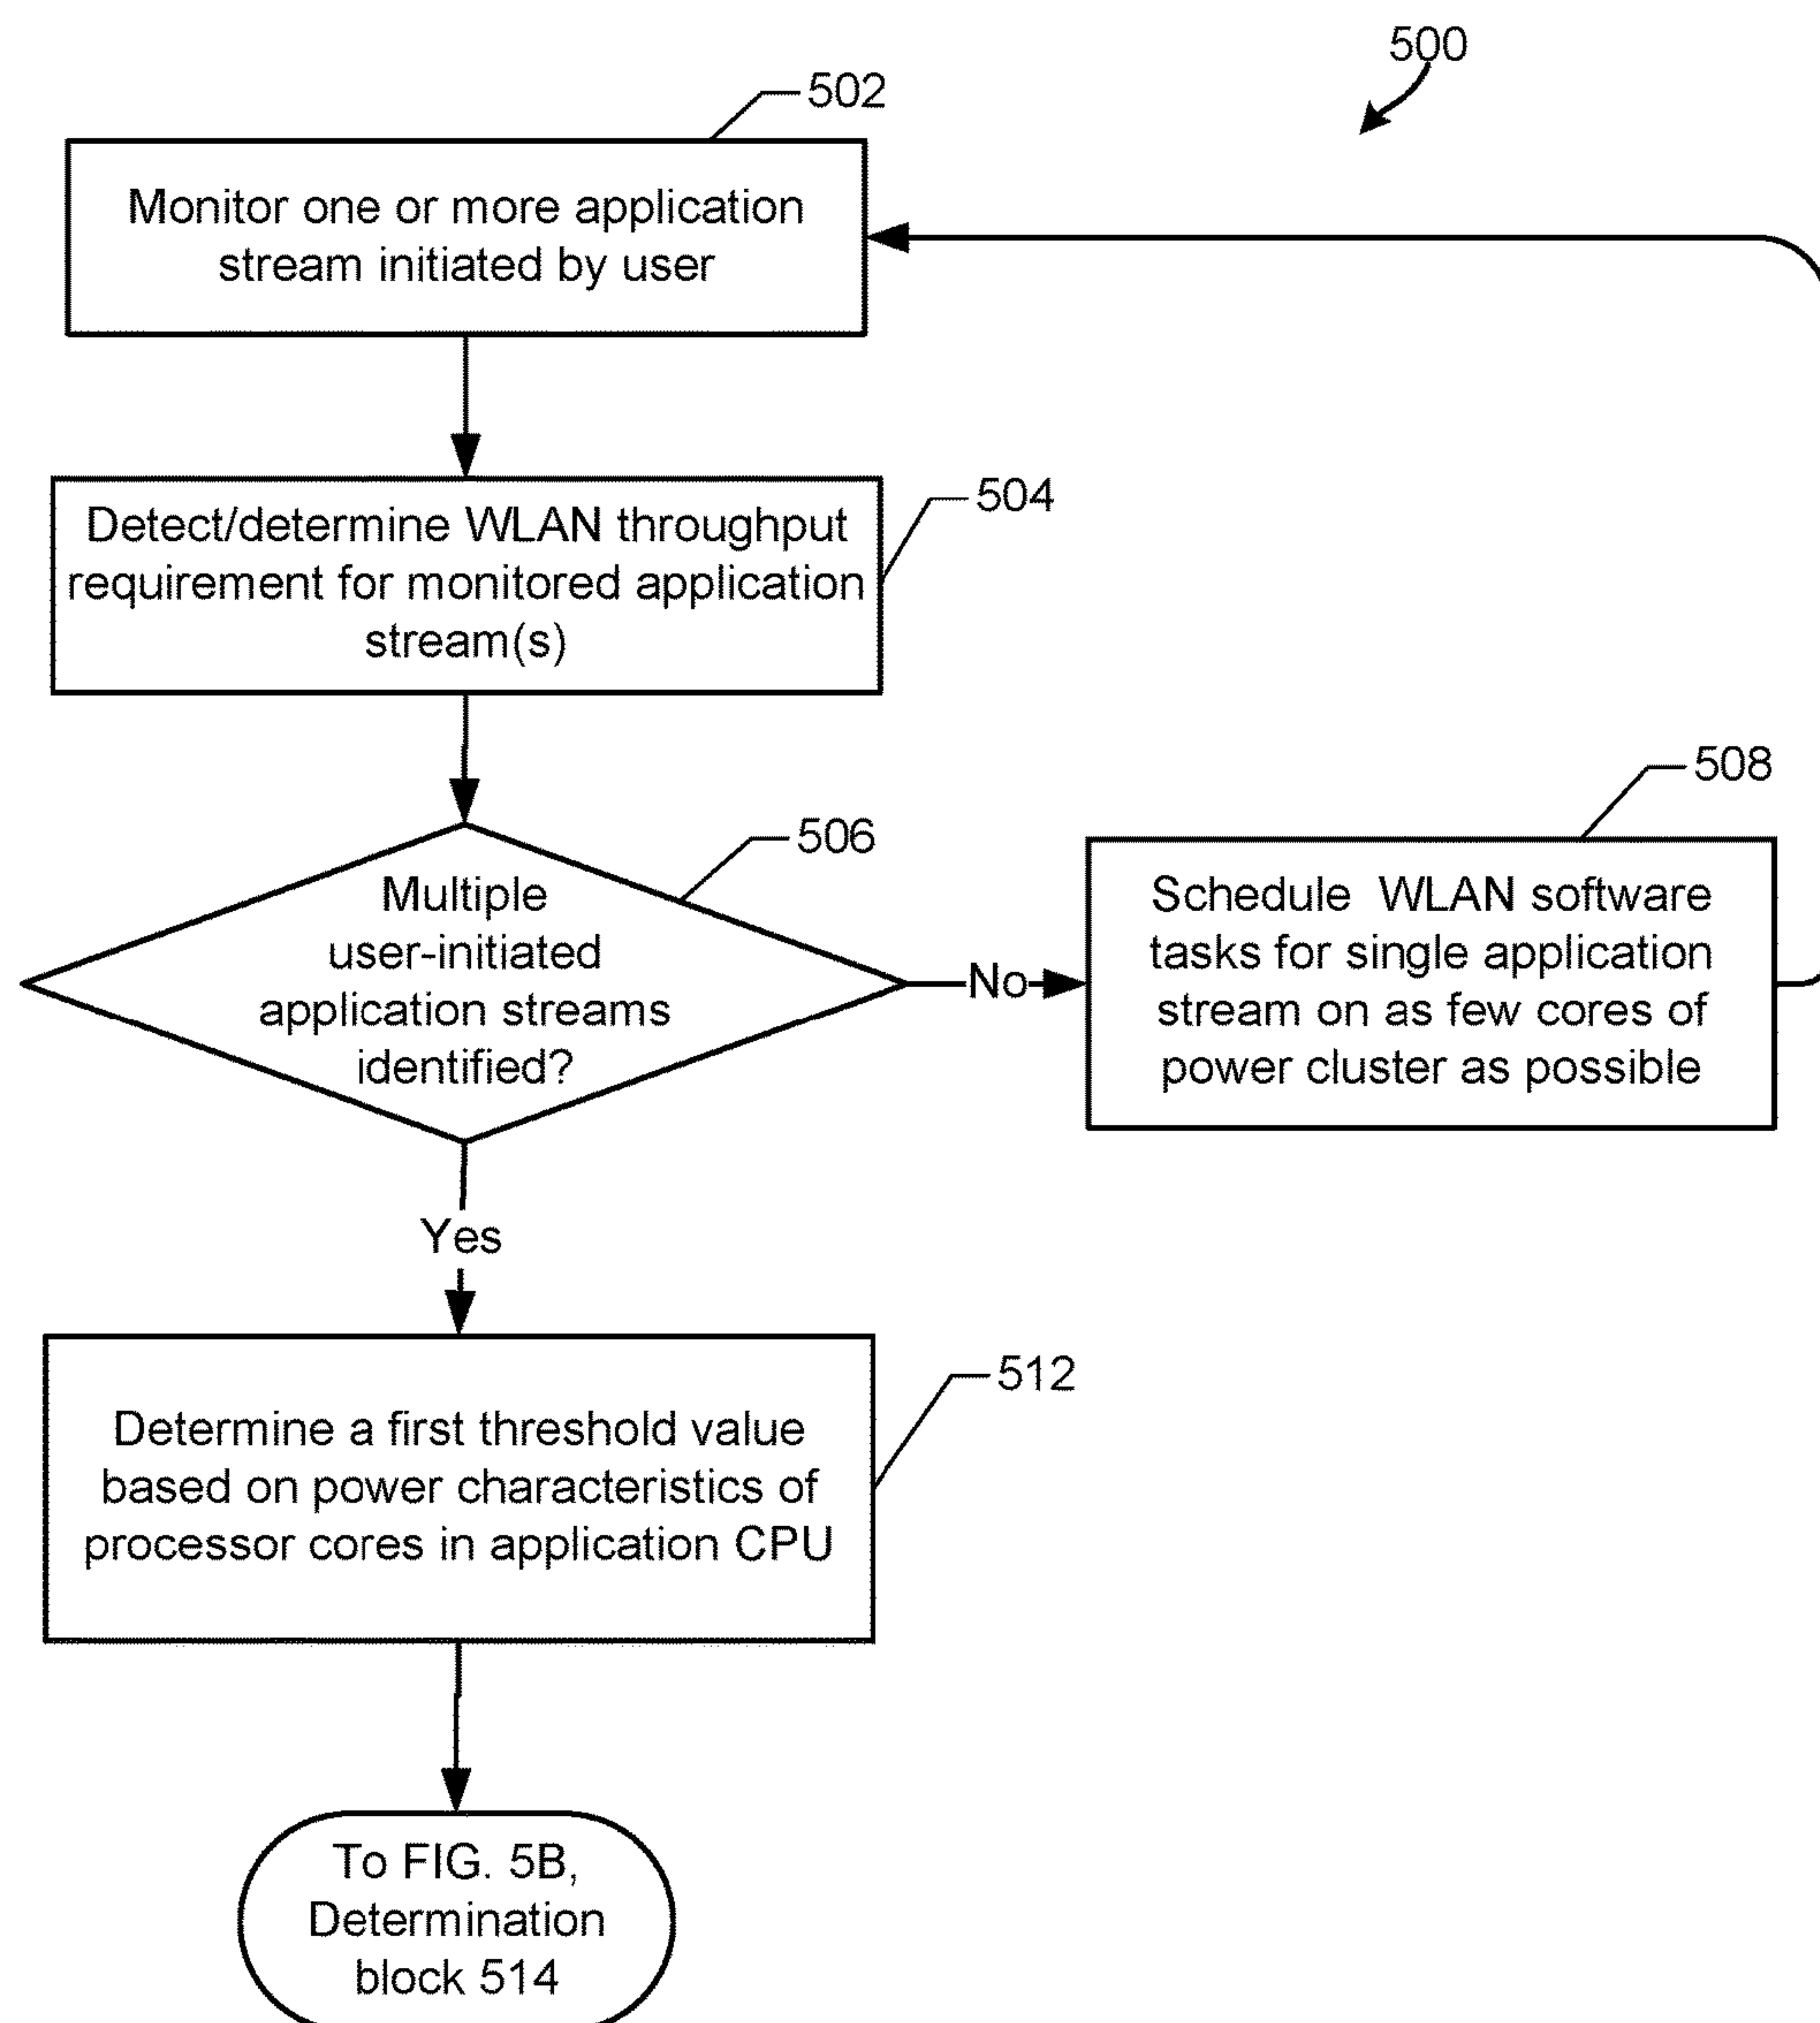 500
502
Monitor one or more application
stream initiated by user
504
Detect/determine WLAN throughput
requirement for monitored application
stream(s)
506
Multiple
user-initiated
application streams
identified?
No
508
Schedule WLAN software
tasks for single application
stream on as few cores of
power cluster as possible
Yes
512
Determine a first threshold value
based on power characteristics of
processor cores in application CPU
To FIG. 5B,
Determination
block 514